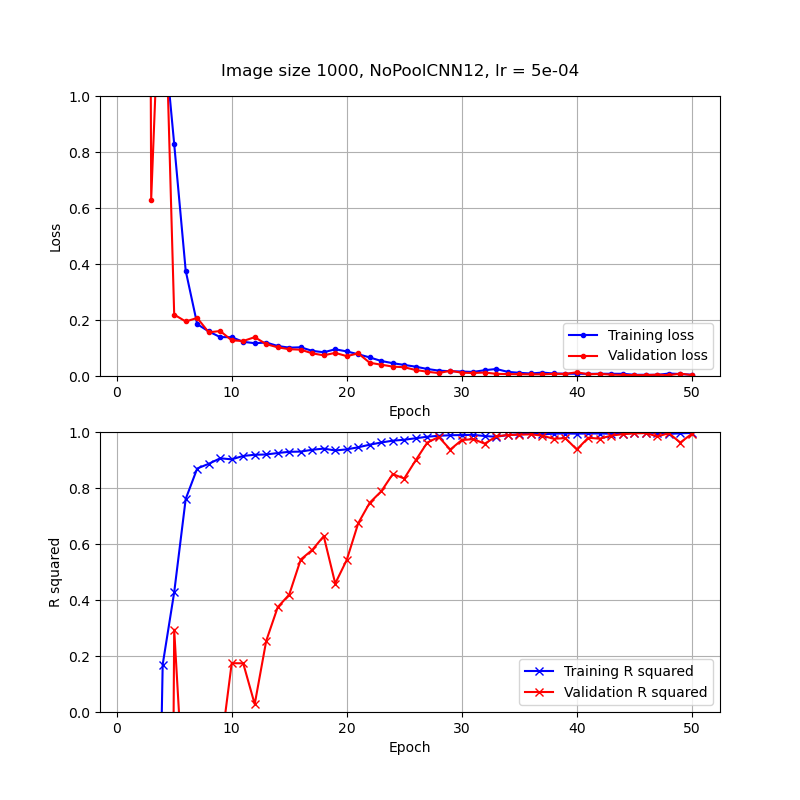 Image size 1000, NoPoolCNN12, lr = 5e-04
1.0
0.8
0.6
0.4
0.2
0.0
Loss
Training loss
Validation loss
0 10 20 30 40 50
Epoch
1.0
0.8
0.6
0.4
0.2
0.0
R squared
Training R squared
Validation R squared
0 10 20 30 40 50
Epoch